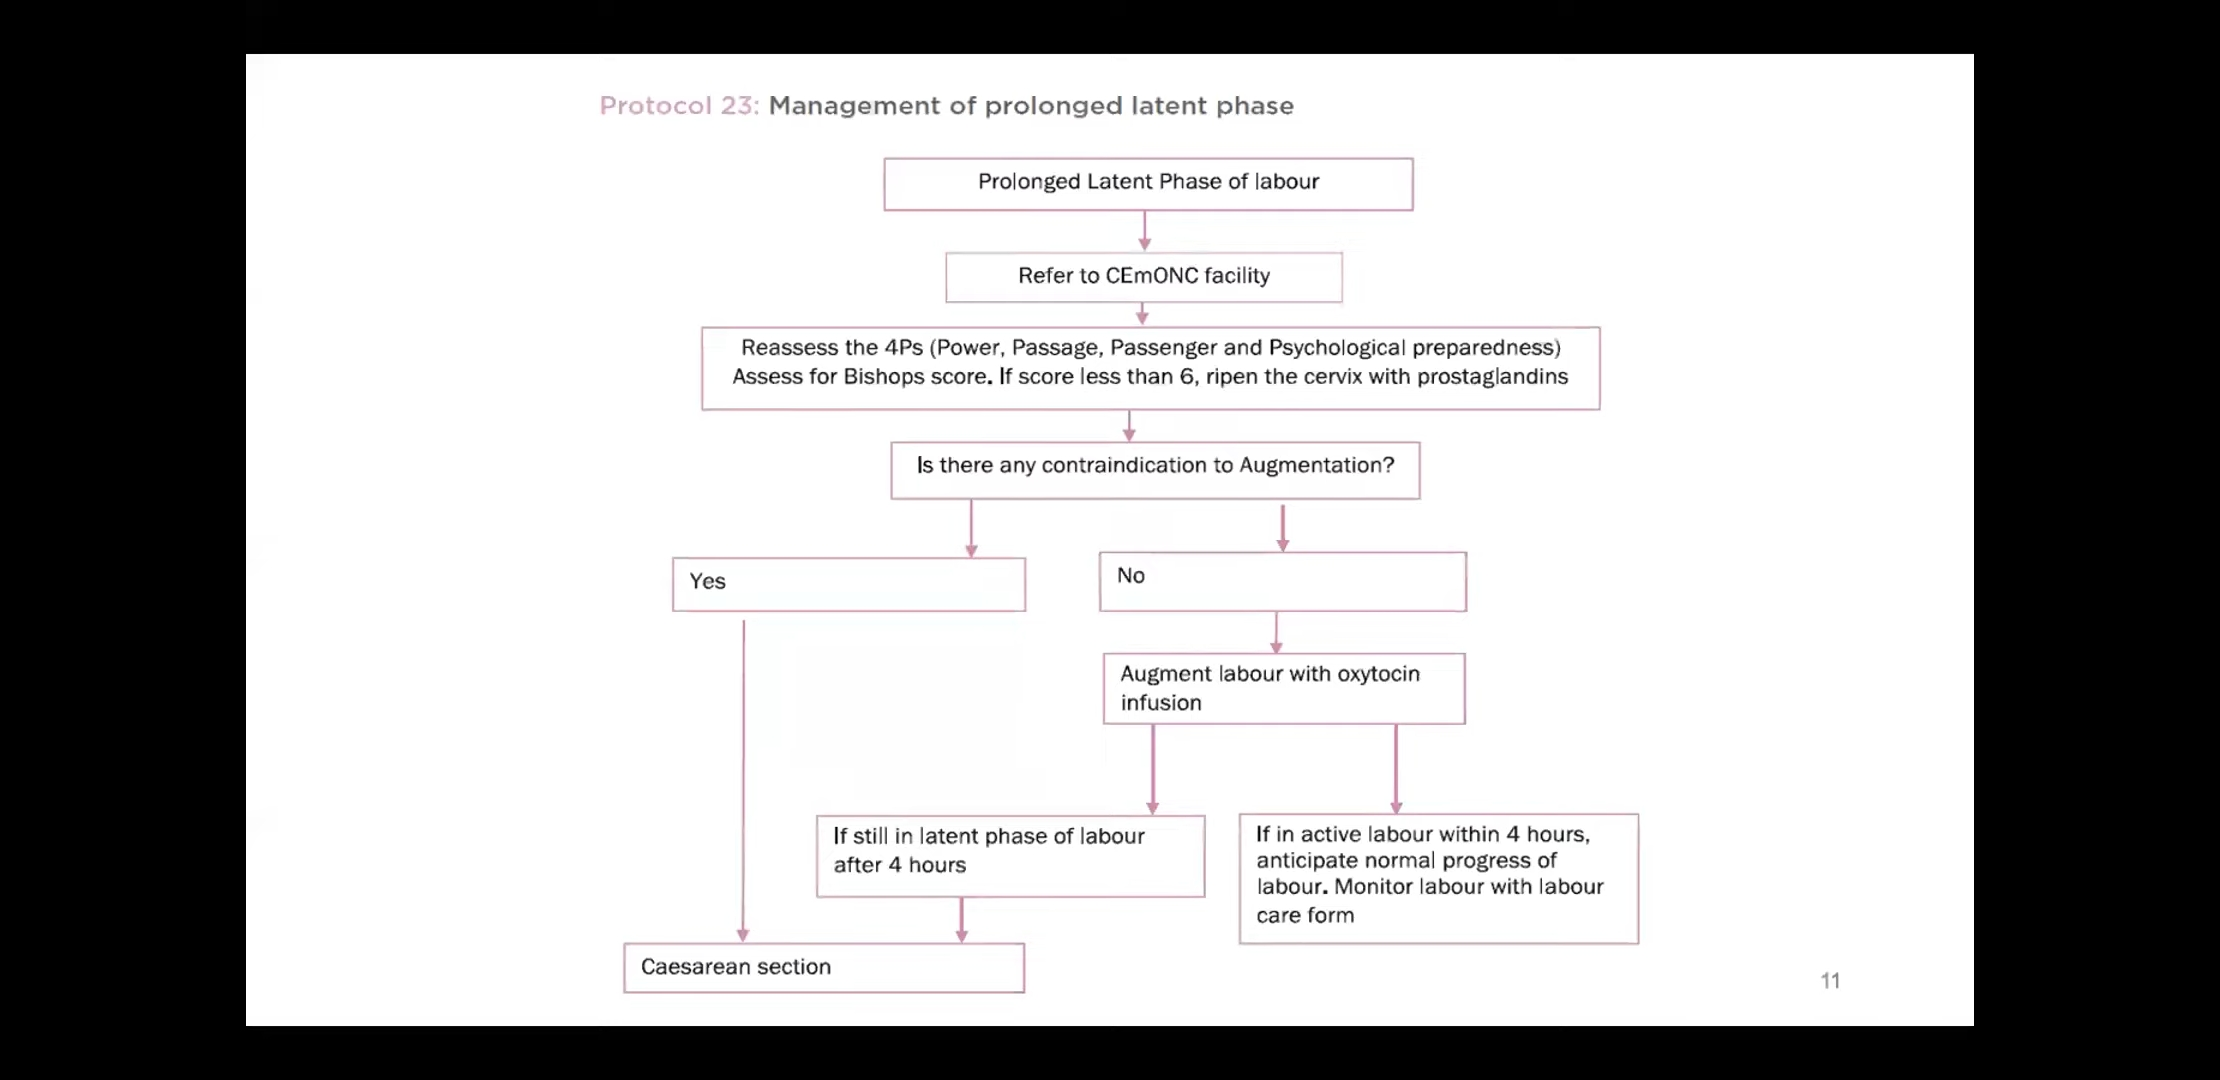 Protocol 23: Management of prolonged latent phase
Prolonged Latent Phase of labour
Refer to CEmONC facility
Reassess the 4Ps (Power, Passage, Passenger and Psychological preparedness)
Assess for Bishops score. If score less than 6, ripen the cervix with prostaglandins
Is there any contraindication to Augmentation?
Yes
No
Augment labour with oxytocin
infusion
If still in latent phase of labour
after 4 hours
If in active labour within 4 hours,
anticipate normal progress of
labour. Monitor labour with labour
care form
Caesarean section
11